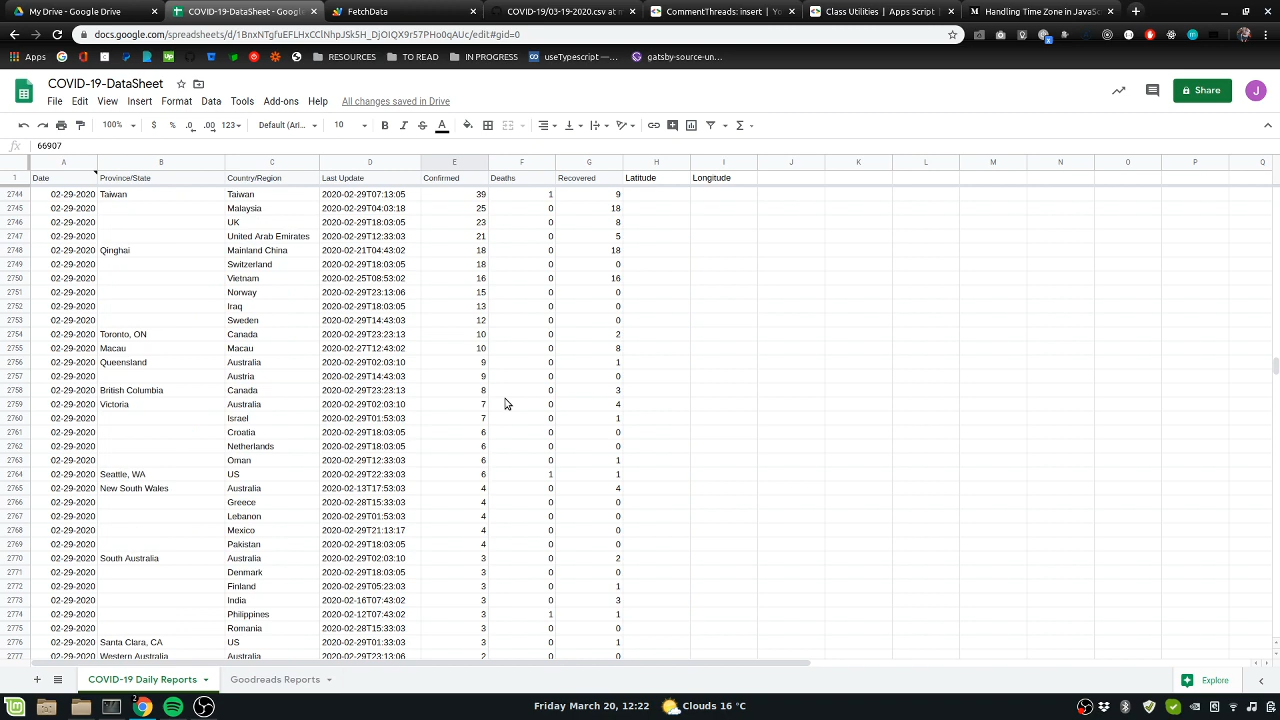 My Drive - Google Drive
COVID-19-DataSheet - Google
FetchData
COVID-19/03-19-2020.csv at m
CommentThreads: insert | You
Class Utilities | Apps Script
Handling Time Zone in JavaSc
Apps
RESOURCES
TO READ
IN PROGRESS
useTypescript —...
gatsby-source-un...
COVID-19-DataSheet
File Edit View Insert Format Data Tools Add-ons Help All changes saved in Drive
Share
J
100% $ % .0 .00 123 Default (Ari... 10 B I S A
fx 66907
A B C D E F G H I J K L M N O P Q
1 Date Province/State Country/Region Last Update Confirmed Deaths Recovered Latitude Longitude
2744 02-29-2020 Taiwan Taiwan 2020-02-29T07:13:05 39 1 9
2745 02-29-2020 Malaysia 2020-02-29T04:03:18 25 0 18
2746 02-29-2020 UK 2020-02-29T18:03:05 23 0 8
2747 02-29-2020 United Arab Emirates 2020-02-29T12:33:03 21 0 5
2748 02-29-2020 Qinghai Mainland China 2020-02-21T04:43:02 18 0 18
2749 02-29-2020 Switzerland 2020-02-29T18:03:05 18 0 0
2750 02-29-2020 Vietnam 2020-02-25T08:53:02 16 0 16
2751 02-29-2020 Norway 2020-02-29T23:13:06 15 0 0
2752 02-29-2020 Iraq 2020-02-29T18:03:05 13 0 0
2753 02-29-2020 Sweden 2020-02-29T14:43:03 12 0 0
2754 02-29-2020 Toronto, ON Canada 2020-02-29T23:23:13 10 0 2
2755 02-29-2020 Macau Macau 2020-02-27T12:43:02 10 0 8
2756 02-29-2020 Queensland Australia 2020-02-29T02:03:10 9 0 1
2757 02-29-2020 Austria 2020-02-29T14:43:03 9 0 0
2758 02-29-2020 British Columbia Canada 2020-02-29T23:23:13 8 0 3
2759 02-29-2020 Victoria Australia 2020-02-29T02:03:10 7 0 4
2760 02-29-2020 Israel 2020-02-29T01:53:03 7 0 1
2761 02-29-2020 Croatia 2020-02-29T18:03:05 6 0 0
2762 02-29-2020 Netherlands 2020-02-29T18:03:05 6 0 0
2763 02-29-2020 Oman 2020-02-29T12:33:03 6 0 1
2764 02-29-2020 Seattle, WA US 2020-02-29T22:33:03 6 1 1
2765 02-29-2020 New South Wales Australia 2020-02-13T17:53:03 4 0 4
2766 02-29-2020 Greece 2020-02-28T15:33:03 4 0 0
2767 02-29-2020 Lebanon 2020-02-29T01:53:03 4 0 0
2768 02-29-2020 Mexico 2020-02-29T21:13:17 4 0 0
2769 02-29-2020 Pakistan 2020-02-29T18:03:05 4 0 0
2770 02-29-2020 South Australia Australia 2020-02-29T02:03:10 3 0 2
2771 02-29-2020 Denmark 2020-02-29T18:03:05 3 0 0
2772 02-29-2020 Finland 2020-02-29T05:23:03 3 0 1
2773 02-29-2020 India 2020-02-16T07:43:02 3 0 3
2774 02-29-2020 Philippines 2020-02-12T07:43:02 3 1 1
2775 02-29-2020 Romania 2020-02-28T15:33:03 3 0 0
2776 02-29-2020 Santa Clara, CA US 2020-02-29T01:33:03 3 0 1
2777 02-29-2020 Western Australia Australia 2020-02-29T23:13:06 2 0 0
COVID-19 Daily Reports
Goodreads Reports
Explore
2
Friday March 20, 12:22
Clouds 16 °C